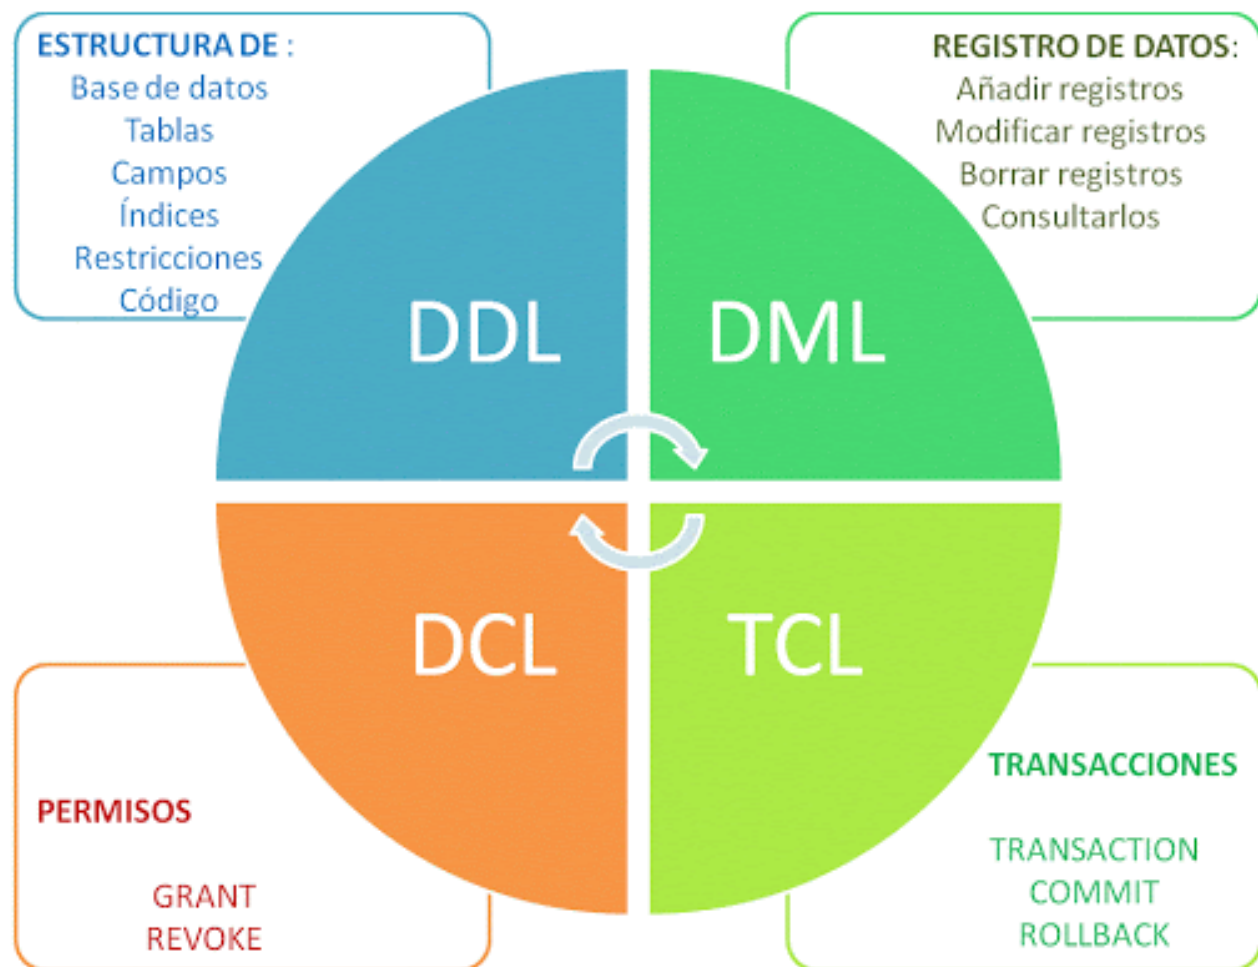 ESTRUCTURA DE :
Base de datos
Tablas
Campos
Índices
Restricciones
Código
REGISTRO DE DATOS:
Añadir registros
Modificar registros
Borrar registros
Consultarlos
DDL
DML
DCL
TCL
PERMISOS
GRANT
REVOKE
TRANSACCIONES
TRANSACTION
COMMIT
ROLLBACK